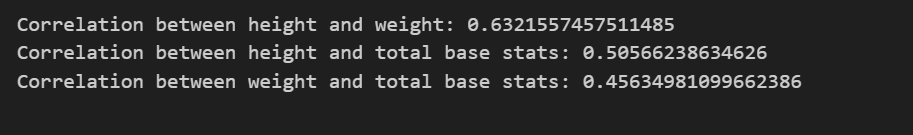 Correlation between height and weight: 0.6321557457511485
Correlation between height and total base stats: 0.50566238634626
Correlation between weight and total base stats: 0.45634981099662386